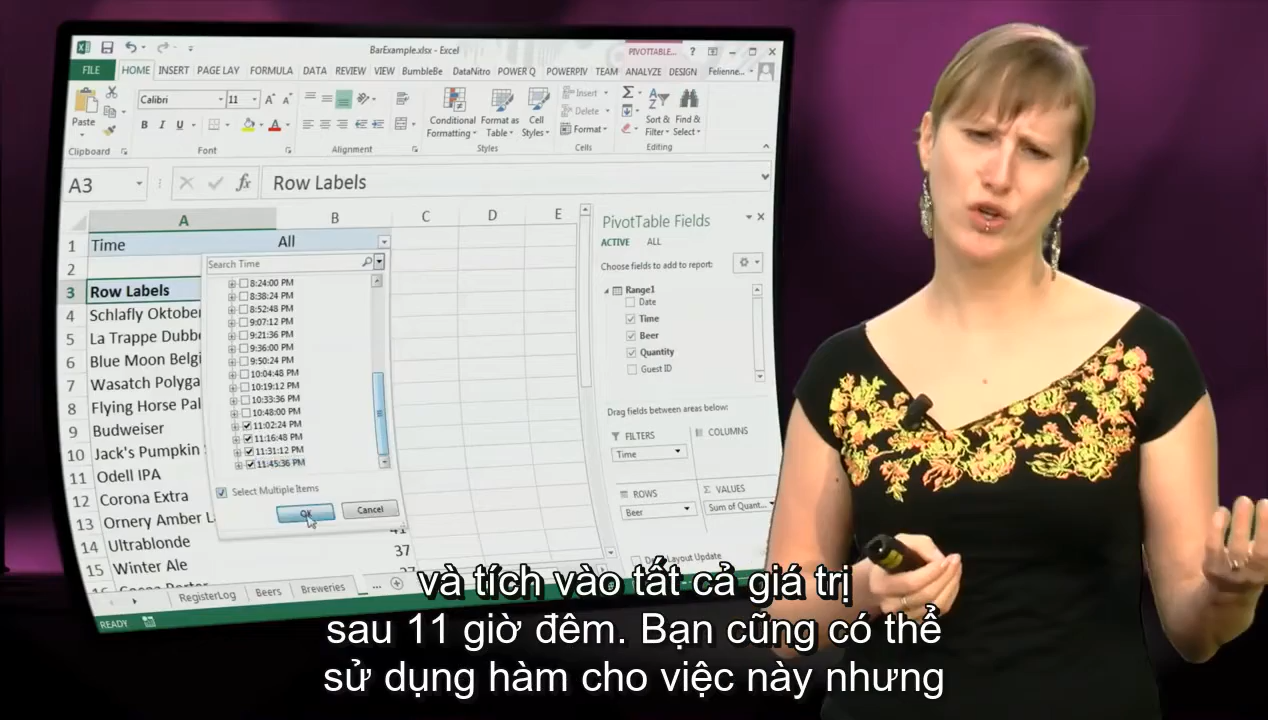 BarExample.xlsx - Excel
PIVOTTABLE...
FILE HOME INSERT PAGE LAY FORMULA DATA REVIEW VIEW BumbleBe DataNitro POWER Q POWERPIV TEAM ANALYZE DESIGN Felienne...
Paste
Calibri 11
B I U
Conditional Formatting
Format as Table
Cell Styles
Insert
Delete
Format
Sort & Filter
Find & Select
Clipboard Font Alignment Styles Cells Editing
A3 fx Row Labels
A B C D E
1 Time All
2
3 Row Labels
4 Schlafly Oktober
5 La Trappe Dubb
6 Blue Moon Belgi
7 Wasatch Polyga
8 Flying Horse Pal
9 Budweiser
10 Jack's Pumpkin
11 Odell IPA
12 Corona Extra
13 Ornery Amber L
14 Ultrablonde
37
15 Winter Ale
16
Search Time
8:24:00 PM
8:38:24 PM
8:52:48 PM
9:07:12 PM
9:21:36 PM
9:36:00 PM
9:50:24 PM
10:04:48 PM
10:19:12 PM
10:33:36 PM
10:48:00 PM
11:02:24 PM
11:16:48 PM
11:31:12 PM
11:45:36 PM
Select Multiple Items
OK Cancel
PivotTable Fields
ACTIVE ALL
Choose fields to add to report:
Range1
Date
Time
Beer
Quantity
Guest ID
Drag fields between areas below:
FILTERS COLUMNS
Time
ROWS VALUES
Beer Sum of Quant...
Layout Update
RegisterLog Beers Breweries ...
READY
và tích vào tất cả giá trị
sau 11 giờ đêm. Bạn cũng có thể
sử dụng hàm cho việc này nhưng